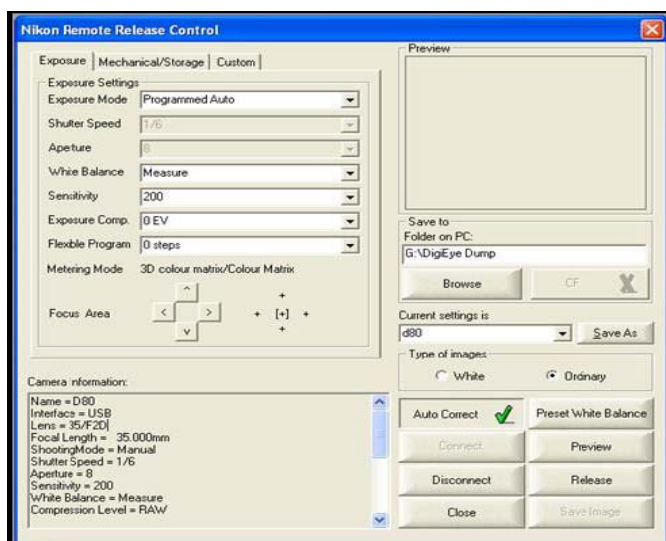 Nikon Remote Release Control
Exposure
Mechanical/Storage
Custom
Exposure Settings
Exposure Mode Programmed Auto
Shutter Speed 1/6
Aperture 8
White Balance Measure
Sensitivity 200
Exposure Comp. 0 EV
Flexible Program 0 steps
Metering Mode 3D colour matrix/Colour Matrix
Focus Area
Preview
Save to
Folder on PC:
G:\DigiEye Dump
Browse
CF
Current settings is
d80
Save As
Type of images
White
Ordinary
Camera nformation:
Name = D80
Interface = USB
Lens = 35/F2D
Focal Length = 35.000mm
ShootingMode = Manual
Shutter Speed = 1/6
Aperture = 8
Sensitivity = 200
White Balance = Measure
Compression Level = RAW
Auto Correct
Preset White Balance
Connect
Preview
Disconnect
Release
Close
Save Image